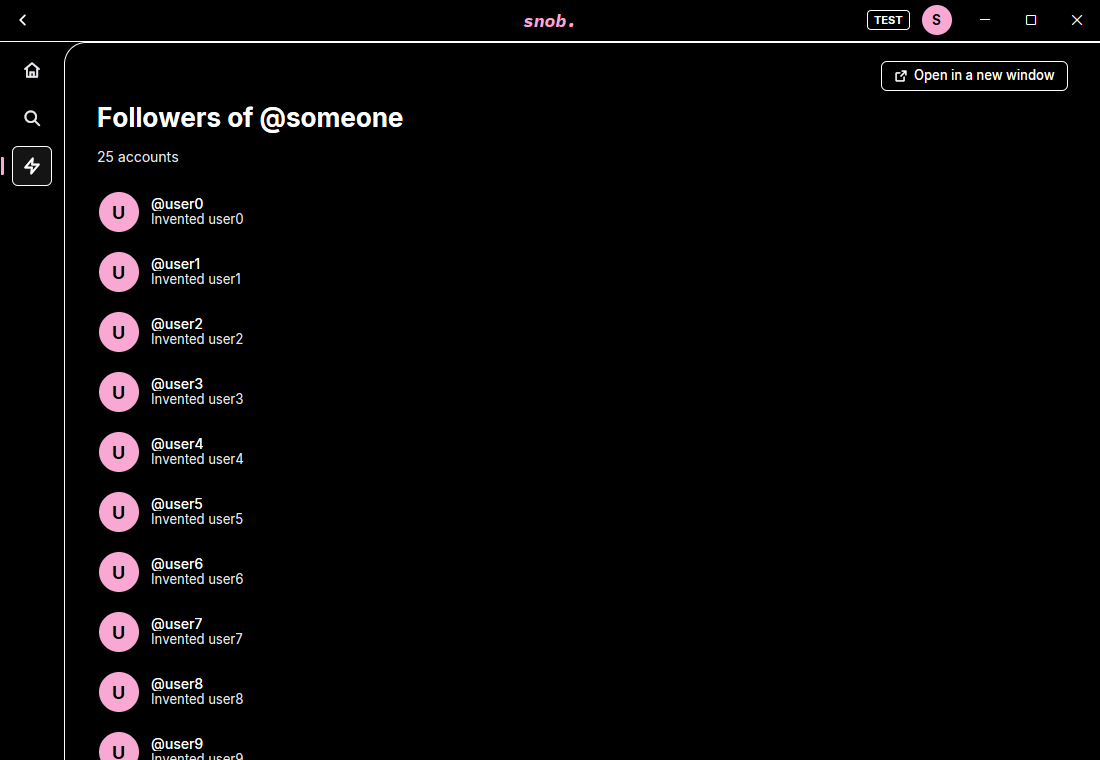 snob.
TEST
S
Open in a new window
Followers of @someone
25 accounts
U
@user0
Invented user0
U
@user1
Invented user1
U
@user2
Invented user2
U
@user3
Invented user3
U
@user4
Invented user4
U
@user5
Invented user5
U
@user6
Invented user6
U
@user7
Invented user7
U
@user8
Invented user8
U
@user9
Invented user9